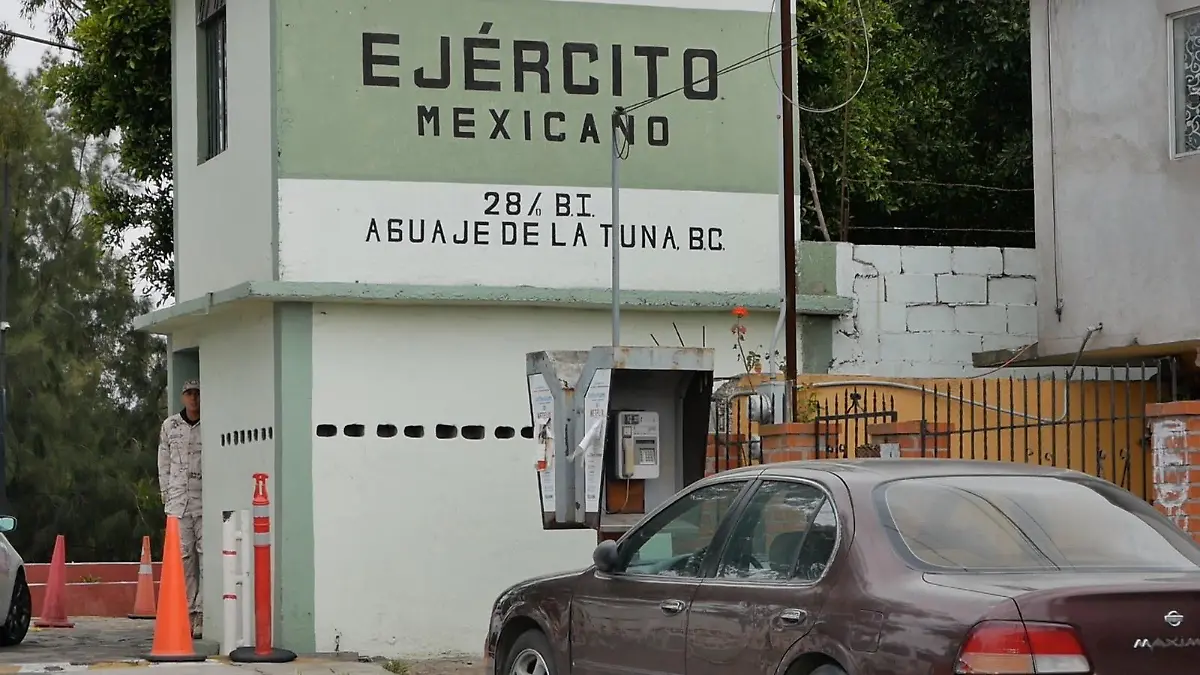 EJÉRCITO
MEXICANO
28/o B.I.
AGUAJE DE LA TUNA, B.C.
MAXIMA